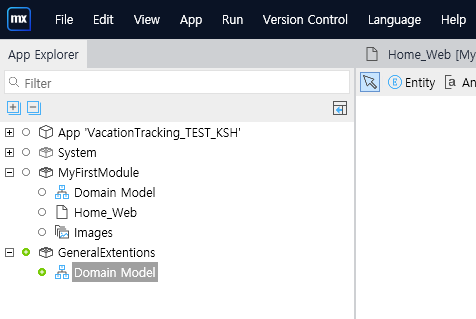 mx File Edit View App Run Version Control Language Help
App Explorer Home_Web [My
Filter
Entity An
App 'VacationTracking_TEST_KSH'
System
MyFirstModule
Domain Model
Home_Web
Images
GeneralExtentions
Domain Model